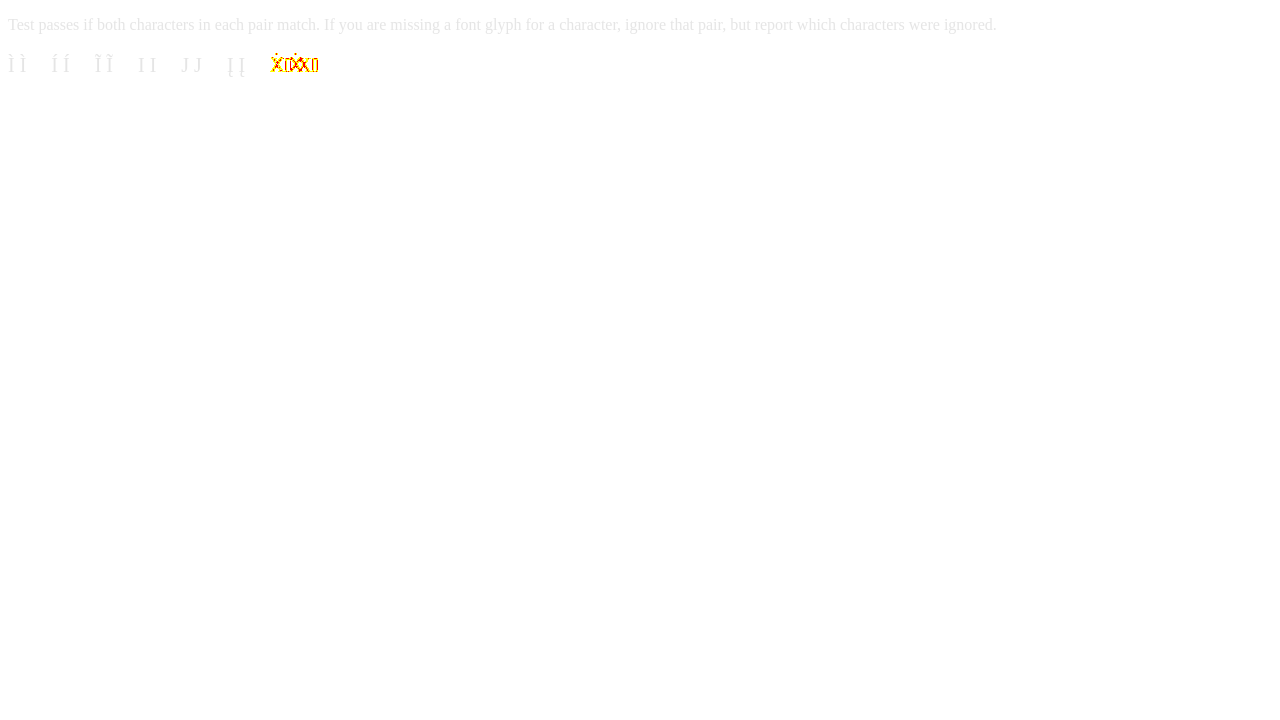 Test passes if both characters in each pair match. If you are missing a font glyph for a character, ignore that pair, but report which characters were ignored.
Ì Ì Í Í Ĩ Ĩ I I J J Į Į